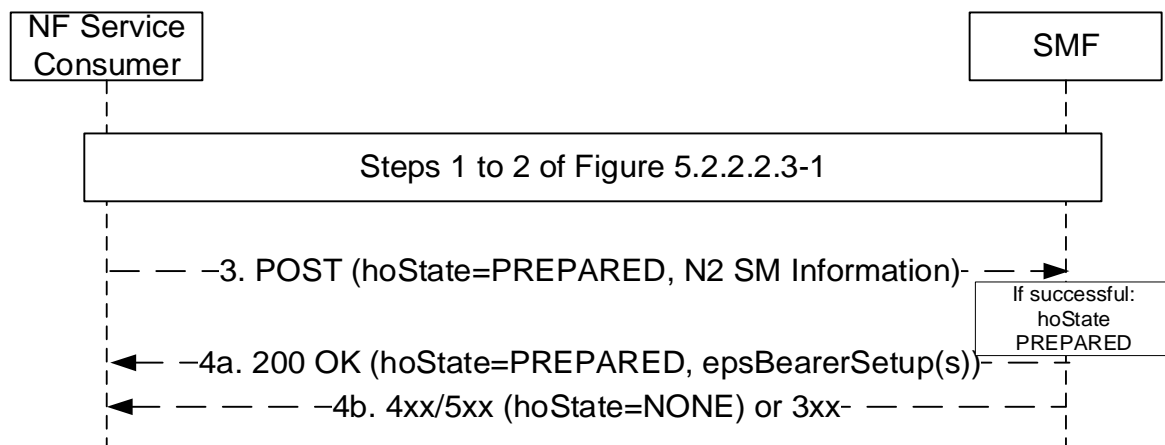 NF Service
Consumer
SMF
Steps 1 to 2 of Figure 5.2.2.2.3-1
3. POST (hoState=PREPARED, N2 SM Information)
If successful:
hoState
PREPARED
4a. 200 OK (hoState=PREPARED, epsBearerSetup(s))
4b. 4xx/5xx (hoState=NONE) or 3xx